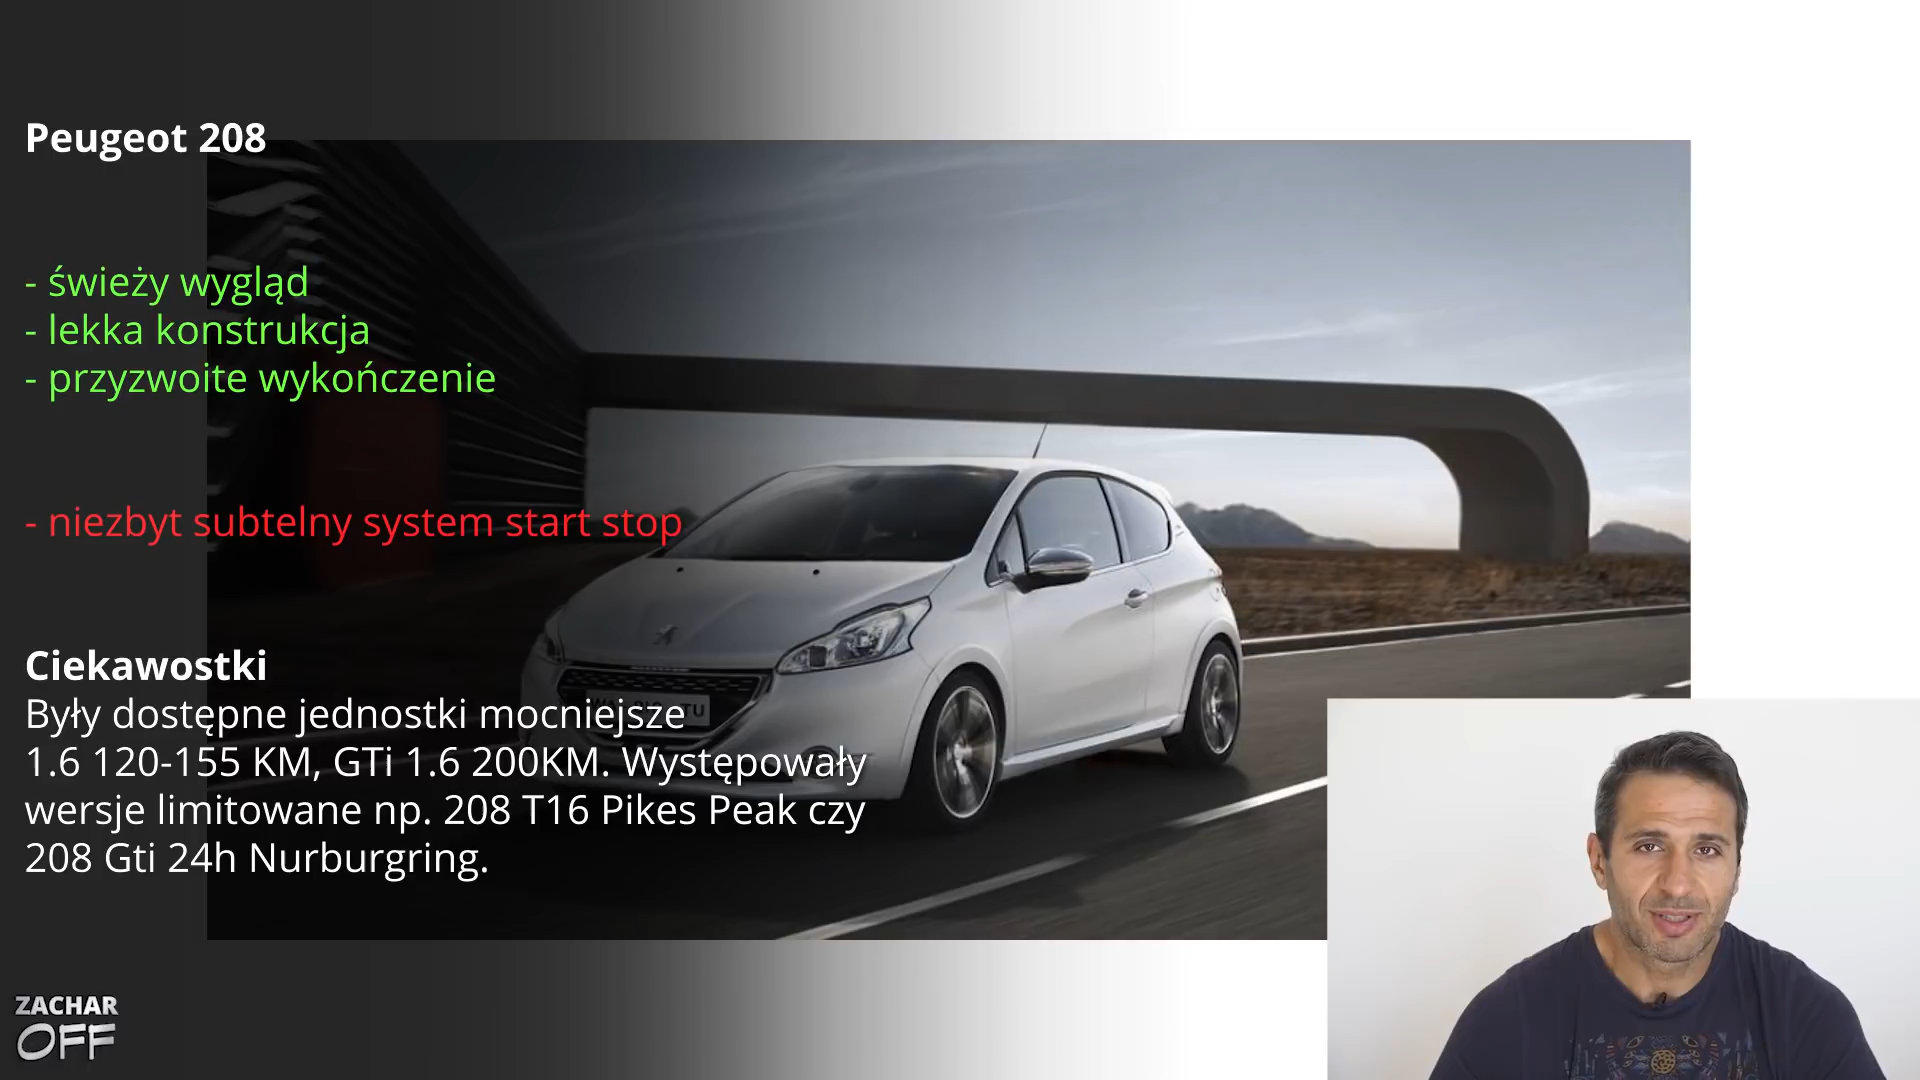 Peugeot 208
- świeży wygląd
- lekka konstrukcja
- przyzwoite wykończenie
- niezbyt subtelny system start stop
Ciekawostki
Były dostępne jednostki mocniejsze
1.6 120-155 KM, GTi 1.6 200KM. Występowały
wersje limitowane np. 208 T16 Pikes Peak czy
208 Gti 24h Nurburgring.
ZACHAR
OFF